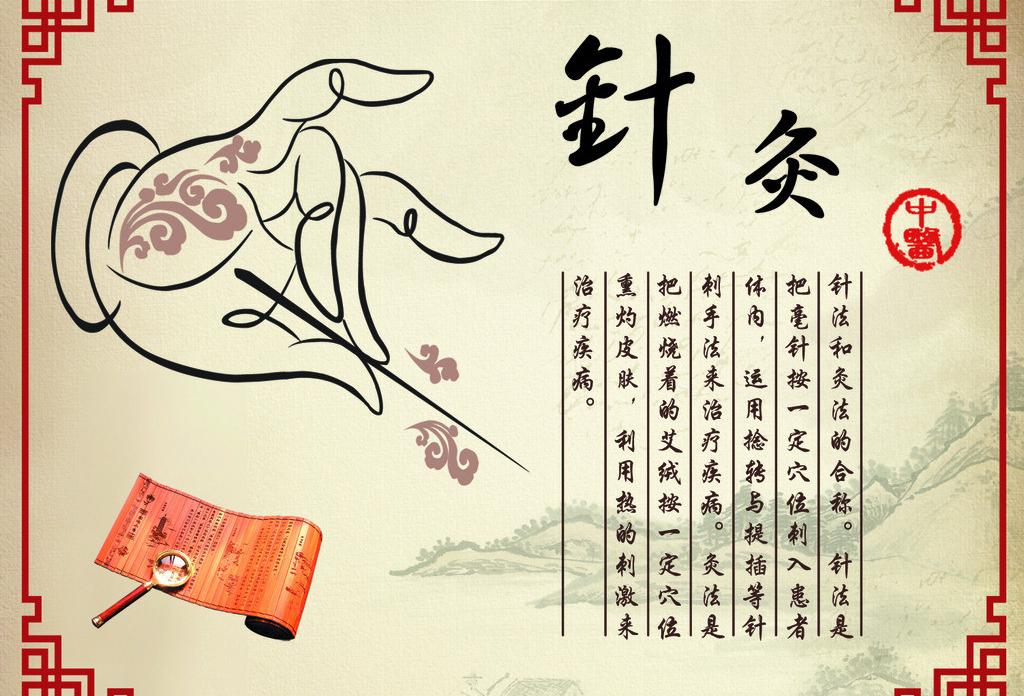 針灸
中醫
针法和灸法的合称。针法是
把毫针按一定穴位刺入患者
体内，运用捻转与提插等针
刺手法来治疗疾病。灸法是
把燃烧着的艾绒按一定穴位
熏灼皮肤，利用热的刺激来
治疗疾病。